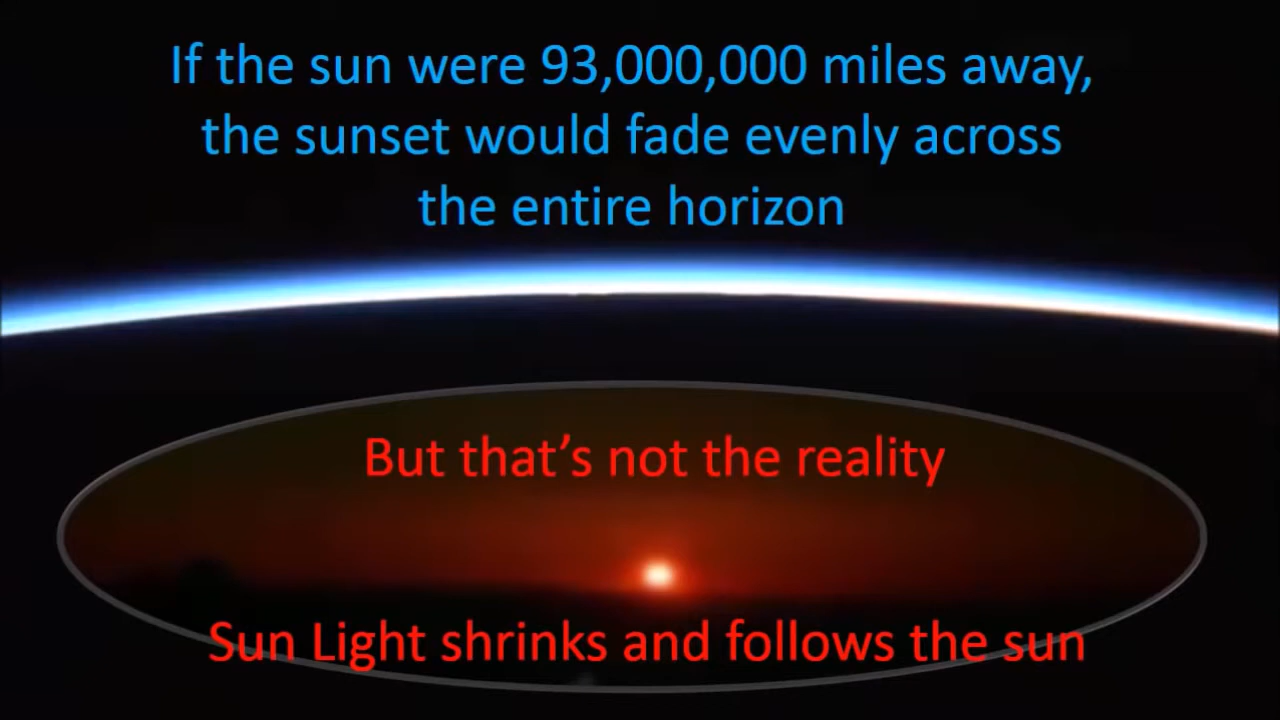 If the sun were 93,000,000 miles away,
the sunset would fade evenly across
the entire horizon
But that’s not the reality
Sun Light shrinks and follows the sun